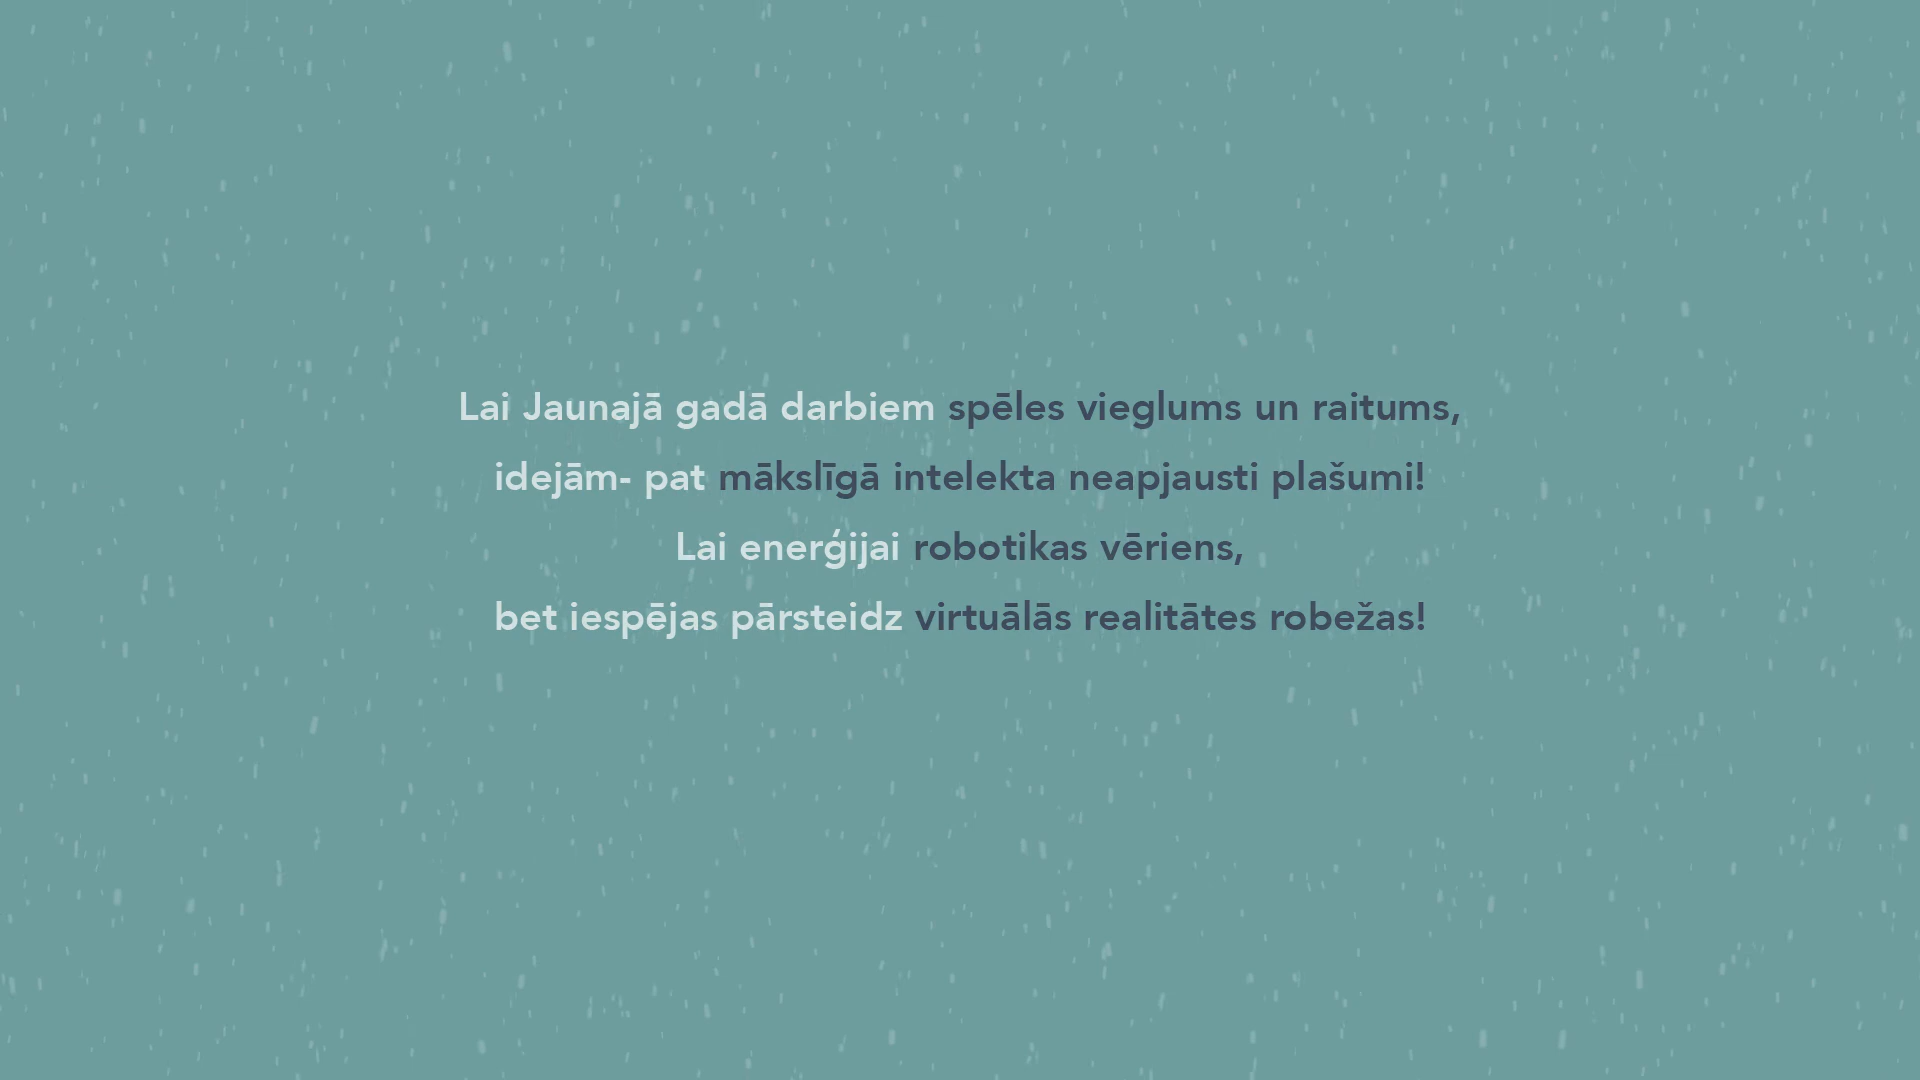 Lai Jaunajā gadā darbiem spēles vieglums un raitums,
idejām- pat mākslīgā intelekta neapjausti plašumi!
Lai enerģijai robotikas vēriens,
bet iespējas pārsteidz virtuālās realitātes robežas!